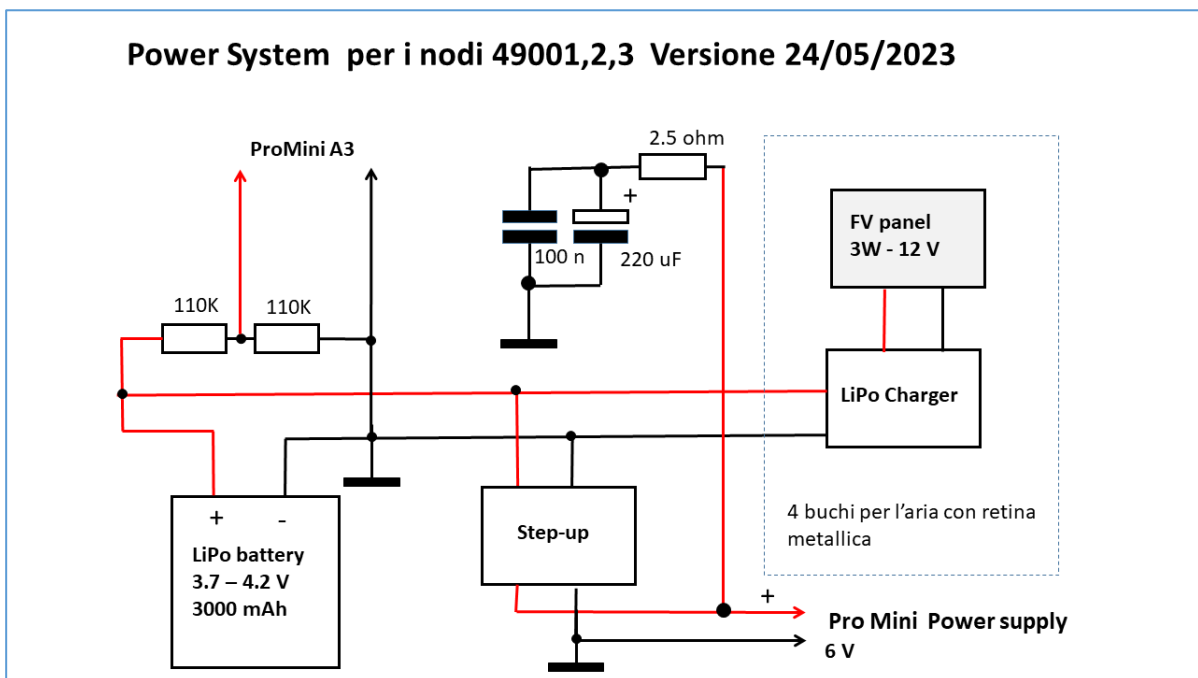 Power System per i nodi 49001,2,3 Versione 24/05/2023
ProMini A3
2.5 ohm
+
100 n
220 uF
FV panel
3W - 12 V
110K
110K
LiPo Charger
+
-
LiPo battery
3.7 – 4.2 V
3000 mAh
Step-up
4 buchi per l'aria con retina
metallica
+
Pro Mini Power supply
6 V